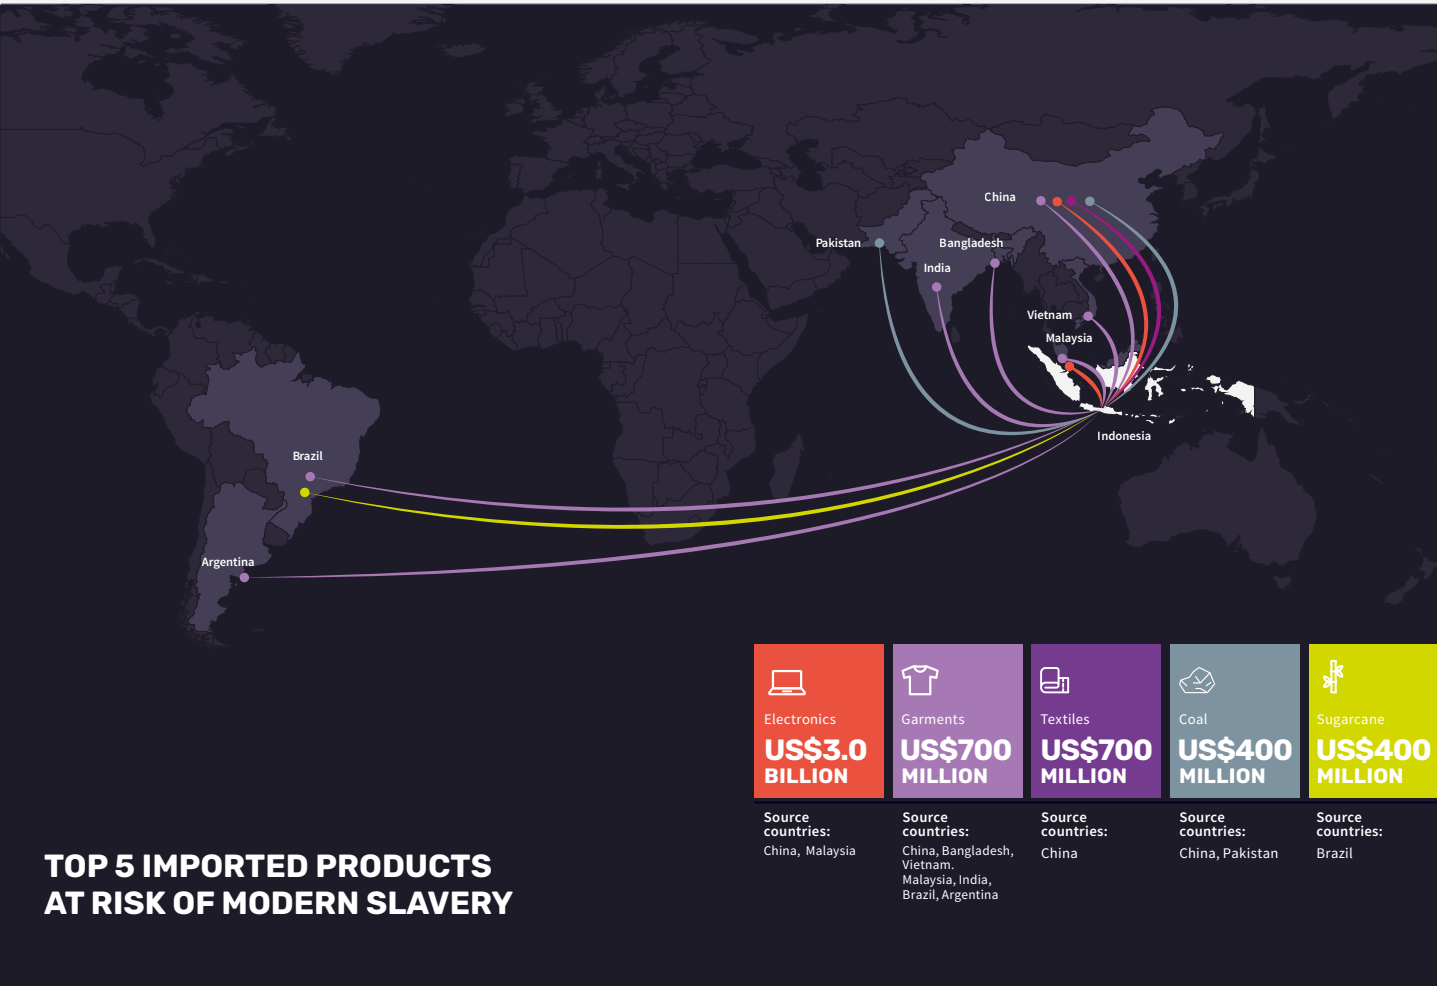 China
Pakistan
Bangladesh
India
Vietnam
Malaysia
Indonesia
Brazil
Argentina
Electronics
US$3.0
BILLION
Source
countries:
China, Malaysia
Garments
US$700
MILLION
Source
countries:
China, Bangladesh,
Vietnam.
Malaysia, India,
Brazil, Argentina
Textiles
US$700
MILLION
Source
countries:
China
Coal
US$400
MILLION
Source
countries:
China, Pakistan
Sugarcane
US$400
MILLION
Source
countries:
Brazil
TOP 5 IMPORTED PRODUCTS
AT RISK OF MODERN SLAVERY